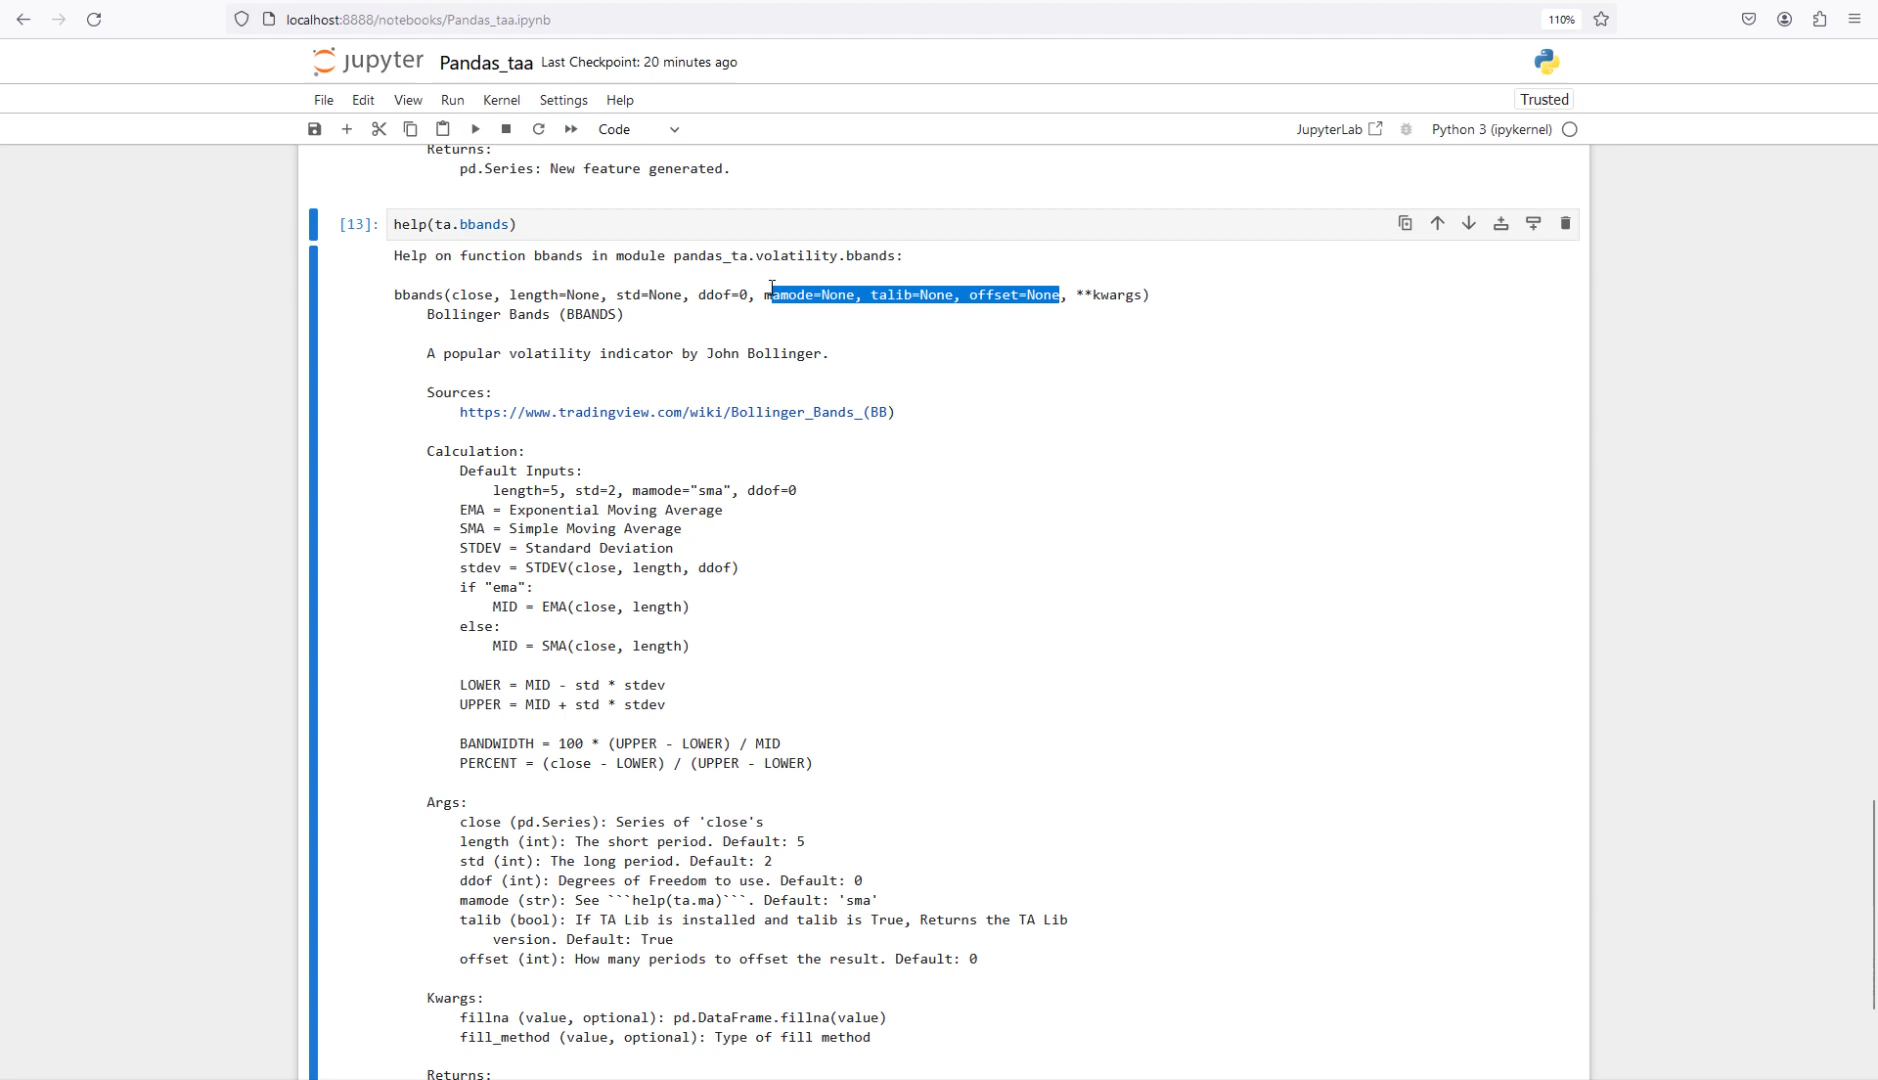 localhost:8888/notebooks/Pandas_taa.ipynb
110%
jupyter Pandas_taa Last Checkpoint: 20 minutes ago
File Edit View Run Kernel Settings Help
Trusted
Code
JupyterLab
Python 3 (ipykernel)
Returns:
pd.Series: New feature generated.
[13]: help(ta.bbands)
Help on function bbands in module pandas_ta.volatility.bbands:
bbands(close, length=None, std=None, ddof=0, mamode=None, talib=None, offset=None, **kwargs)
Bollinger Bands (BBANDS)
A popular volatility indicator by John Bollinger.
Sources:
https://www.tradingview.com/wiki/Bollinger_Bands_(BB)
Calculation:
Default Inputs:
length=5, std=2, mamode="sma", ddof=0
EMA = Exponential Moving Average
SMA = Simple Moving Average
STDEV = Standard Deviation
stdev = STDEV(close, length, ddof)
if "ema":
MID = EMA(close, length)
else:
MID = SMA(close, length)
LOWER = MID - std * stdev
UPPER = MID + std * stdev
BANDWIDTH = 100 * (UPPER - LOWER) / MID
PERCENT = (close - LOWER) / (UPPER - LOWER)
Args:
close (pd.Series): Series of 'close's
length (int): The short period. Default: 5
std (int): The long period. Default: 2
ddof (int): Degrees of Freedom to use. Default: 0
mamode (str): See ```help(ta.ma)```. Default: 'sma'
talib (bool): If TA Lib is installed and talib is True, Returns the TA Lib
version. Default: True
offset (int): How many periods to offset the result. Default: 0
Kwargs:
fillna (value, optional): pd.DataFrame.fillna(value)
fill_method (value, optional): Type of fill method
Returns: